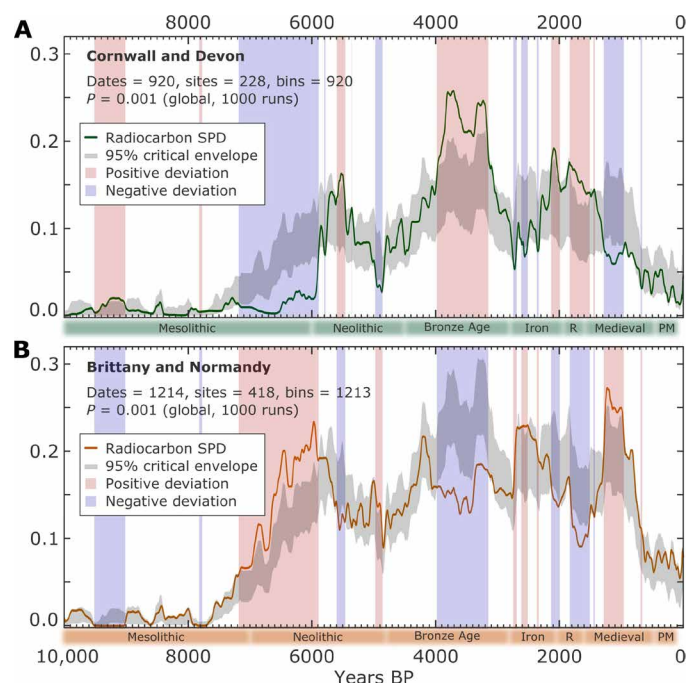 8000 6000 4000 2000 0
A
0.3
Cornwall and Devon
Dates = 920, sites = 228, bins = 920
P = 0.001 (global, 1000 runs)
0.2
Radiocarbon SPD
95% critical envelope
Positive deviation
Negative deviation
0.1
0.0
Mesolithic Neolithic Bronze Age Iron R Medieval PM
B
0.3
Brittany and Normandy
Dates = 1214, sites = 418, bins = 1213
P = 0.001 (global, 1000 runs)
0.2
Radiocarbon SPD
95% critical envelope
Positive deviation
Negative deviation
0.1
0.0
Mesolithic Neolithic Bronze Age Iron R Medieval PM
10,000 8000 6000 4000 2000 0
Years BP